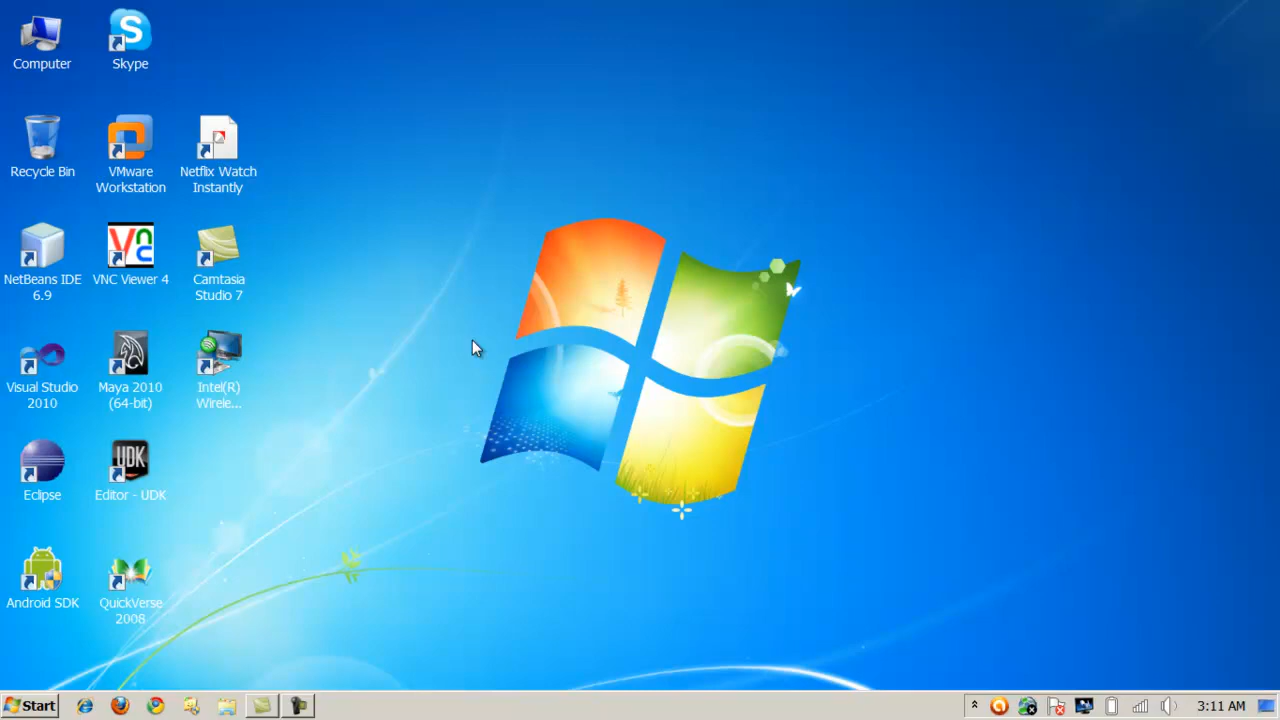 Computer
Skype
Recycle Bin
VMware
Workstation
Netflix Watch
Instantly
NetBeans IDE
6.9
VNC Viewer 4
Camtasia
Studio 7
Visual Studio
2010
Maya 2010
(64-bit)
Intel(R)
Wirele...
Eclipse
UDK
Editor - UDK
Android SDK
QuickVerse
2008
Start
3:11 AM